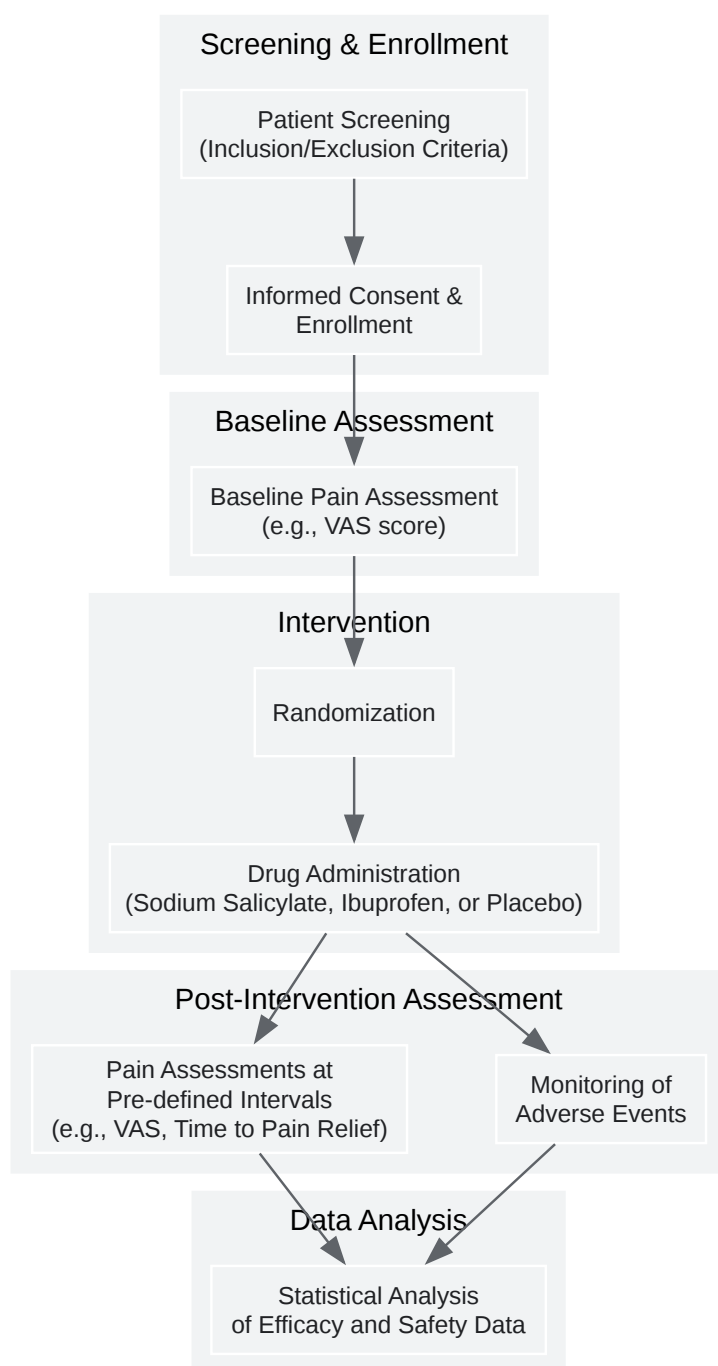 Screening & Enrollment
Patient Screening
(Inclusion/Exclusion Criteria)
Informed Consent &
Enrollment
Baseline Assessment
Baseline Pain Assessment
(e.g., VAS score)
Intervention
Randomization
Drug Administration
(Sodium Salicylate, Ibuprofen, or Placebo)
Post-Intervention Assessment
Pain Assessments at
Pre-defined Intervals
(e.g., VAS, Time to Pain Relief)
Monitoring of
Adverse Events
Data Analysis
Statistical Analysis
of Efficacy and Safety Data